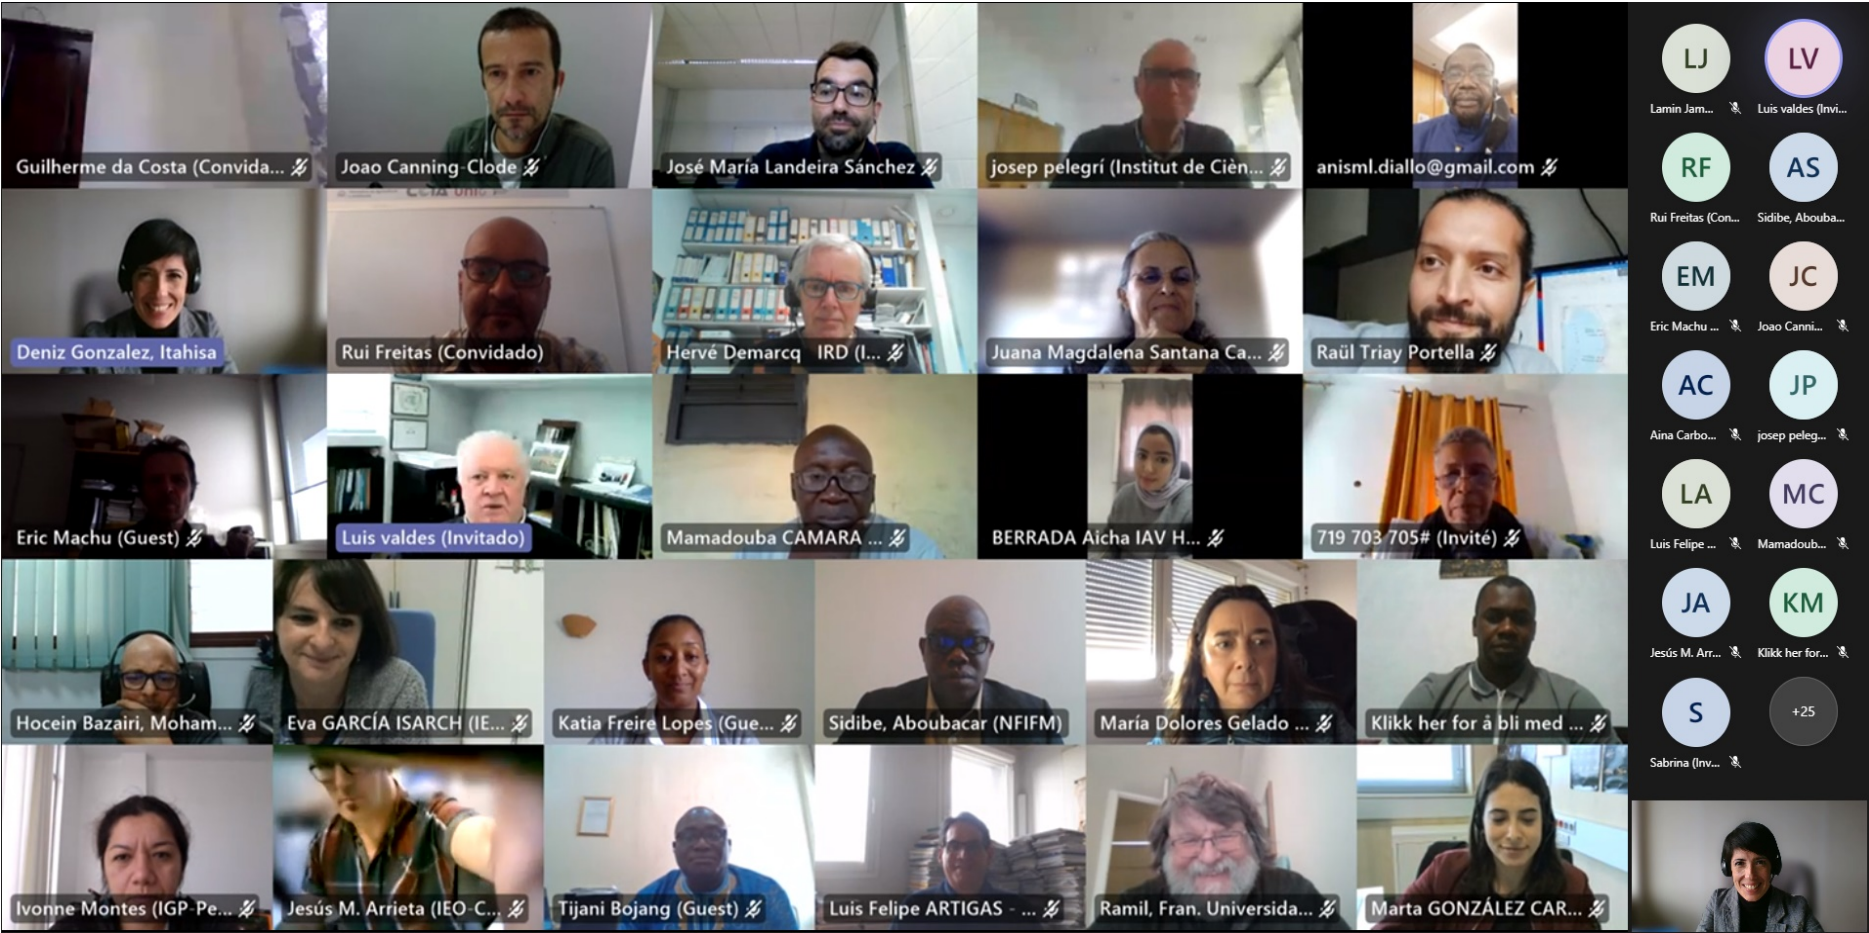 Guilherme da Costa (Convida...
Joao Canning-Clode
José María Landeira Sánchez
josep pelegrí (Institut de Cièn...
anisml.diallo@gmail.com
Deniz Gonzalez, Itahisa
Rui Freitas (Convidado)
Hervé Demarcq IRD (I...
Juana Magdalena Santana Ca...
Raül Triay Portella
Eric Machu (Guest)
Luis valdes (Invitado)
Mamadouba CAMARA ...
BERRADA Aicha IAV H...
719 703 705# (Invité)
Hocein Bazairi, Moham...
Eva GARCÍA ISARCH (IE...
Katia Freire Lopes (Gue...
Sidibe, Aboubacar (NFIFM)
María Dolores Gelado ...
Klikk her for å bli med ...
Ivonne Montes (IGP-Pe...
Jesús M. Arrieta (IEO-C...
Tijani Bojang (Guest)
Luis Felipe ARTIGAS - ...
Ramil, Fran. Universida...
Marta GONZÁLEZ CAR...
LJ LV
Lamin Jam... Luis valdes (Invi...
RF AS
Rui Freitas (Con... Sidibe, Abouba...
EM JC
Eric Machu ... Joao Canni...
AC JP
Aina Carbo... josep peleg...
LA MC
Luis Felipe ... Mamadoub...
JA KM
Jesús M. Arr... Klikk her for...
S +25
Sabrina (Inv...